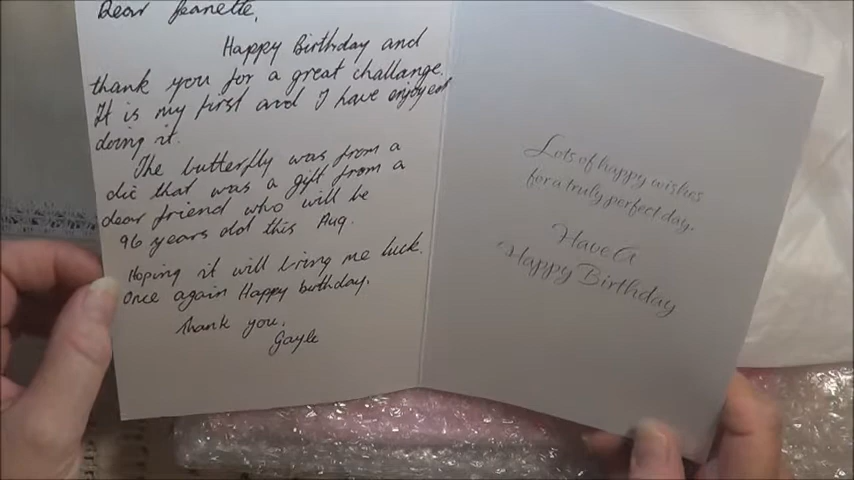 Dear Jeanette,
Happy Birthday and
thank you for a great challange.
It is my first and I have enjoyed
doing it.
The butterfly was from a
die that was a gift from a
dear friend who will be
96 years old this Aug.
Hoping it will bring me luck.
Once again Happy birthday.
Thank you.
Gayle
Lots of happy wishes
for a truly perfect day.
Have A
Happy Birthday